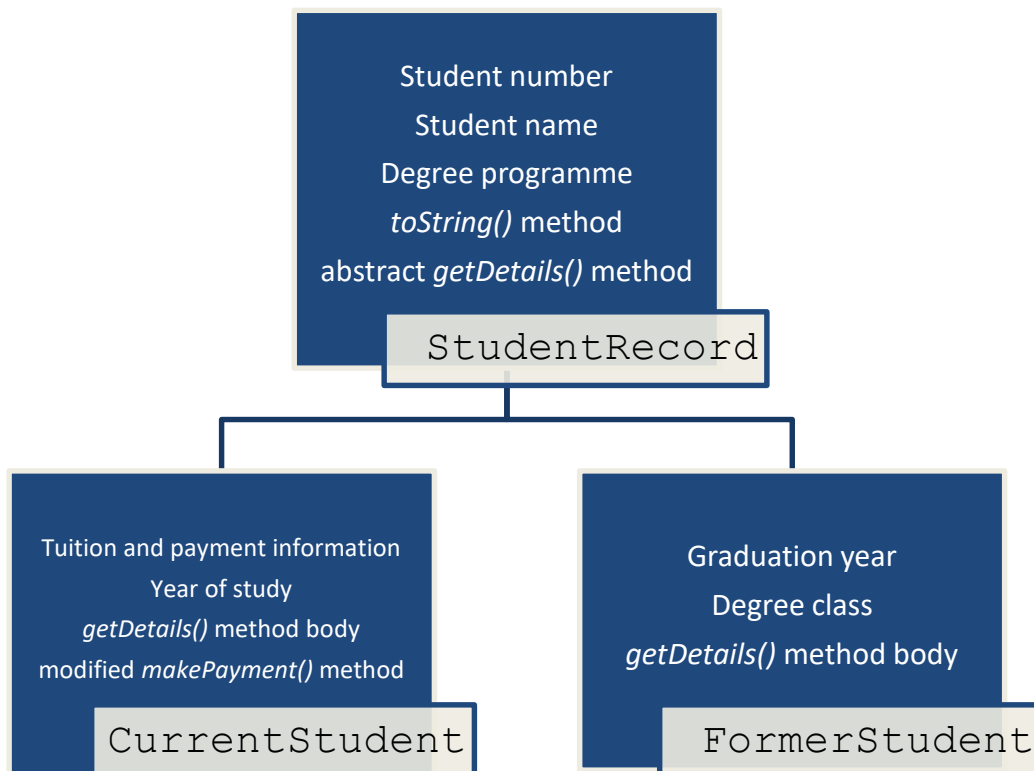 Student number
Student name
Degree programme
toString() method
abstract getDetails() method
StudentRecord
Tuition and payment information
Year of study
getDetails() method body
modified makePayment() method
CurrentStudent
Graduation year
Degree class
getDetails() method body
FormerStudent